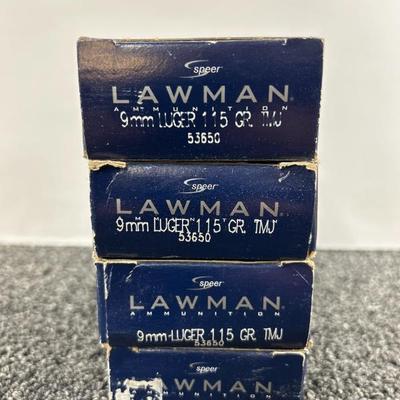 speer
LAWMAN®
AMMUNITION
9mm LUGER 115 GR. TMJ
53650
speer
LAWMAN®
9mm LUGER 115 GR. TMJ
53650
speer
LAWMAN®
AMMUNITION
9mm LUGER 115 GR. TMJ
53650
speer
LAWMAN